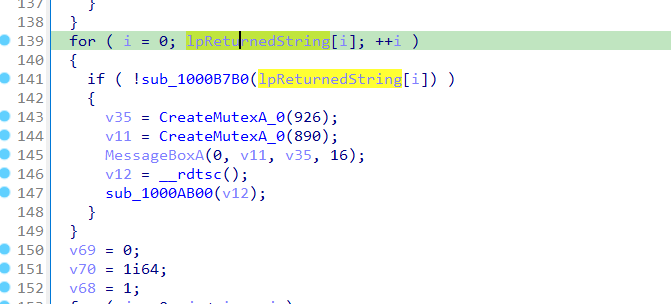 137 }
138 }
139 for ( i = 0; lpReturnedString[i]; ++i )
140 {
141 if ( !sub_1000B7B0(lpReturnedString[i]) )
142 {
143 v35 = CreateMutexA_0(926);
144 v11 = CreateMutexA_0(890);
145 MessageBoxA(0, v11, v35, 16);
146 v12 = __rdtsc();
147 sub_1000AB00(v12);
148 }
149 }
150 v69 = 0;
151 v70 = 1i64;
152 v68 = 1;